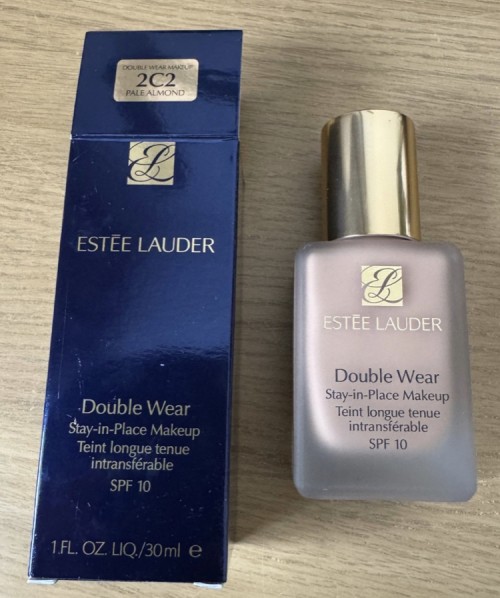 DOUBLE WEAR MAKEUP
2C2
PALE ALMOND
ESTĒE LAUDER
Double Wear
Stay-in-Place Makeup
Teint longue tenue
intransférable
SPF 10
1 FL. OZ. LIQ./30 ml e
ESTĒE LAUDER
Double Wear
Stay-in-Place Makeup
Teint longue tenue
intransférable
SPF 10